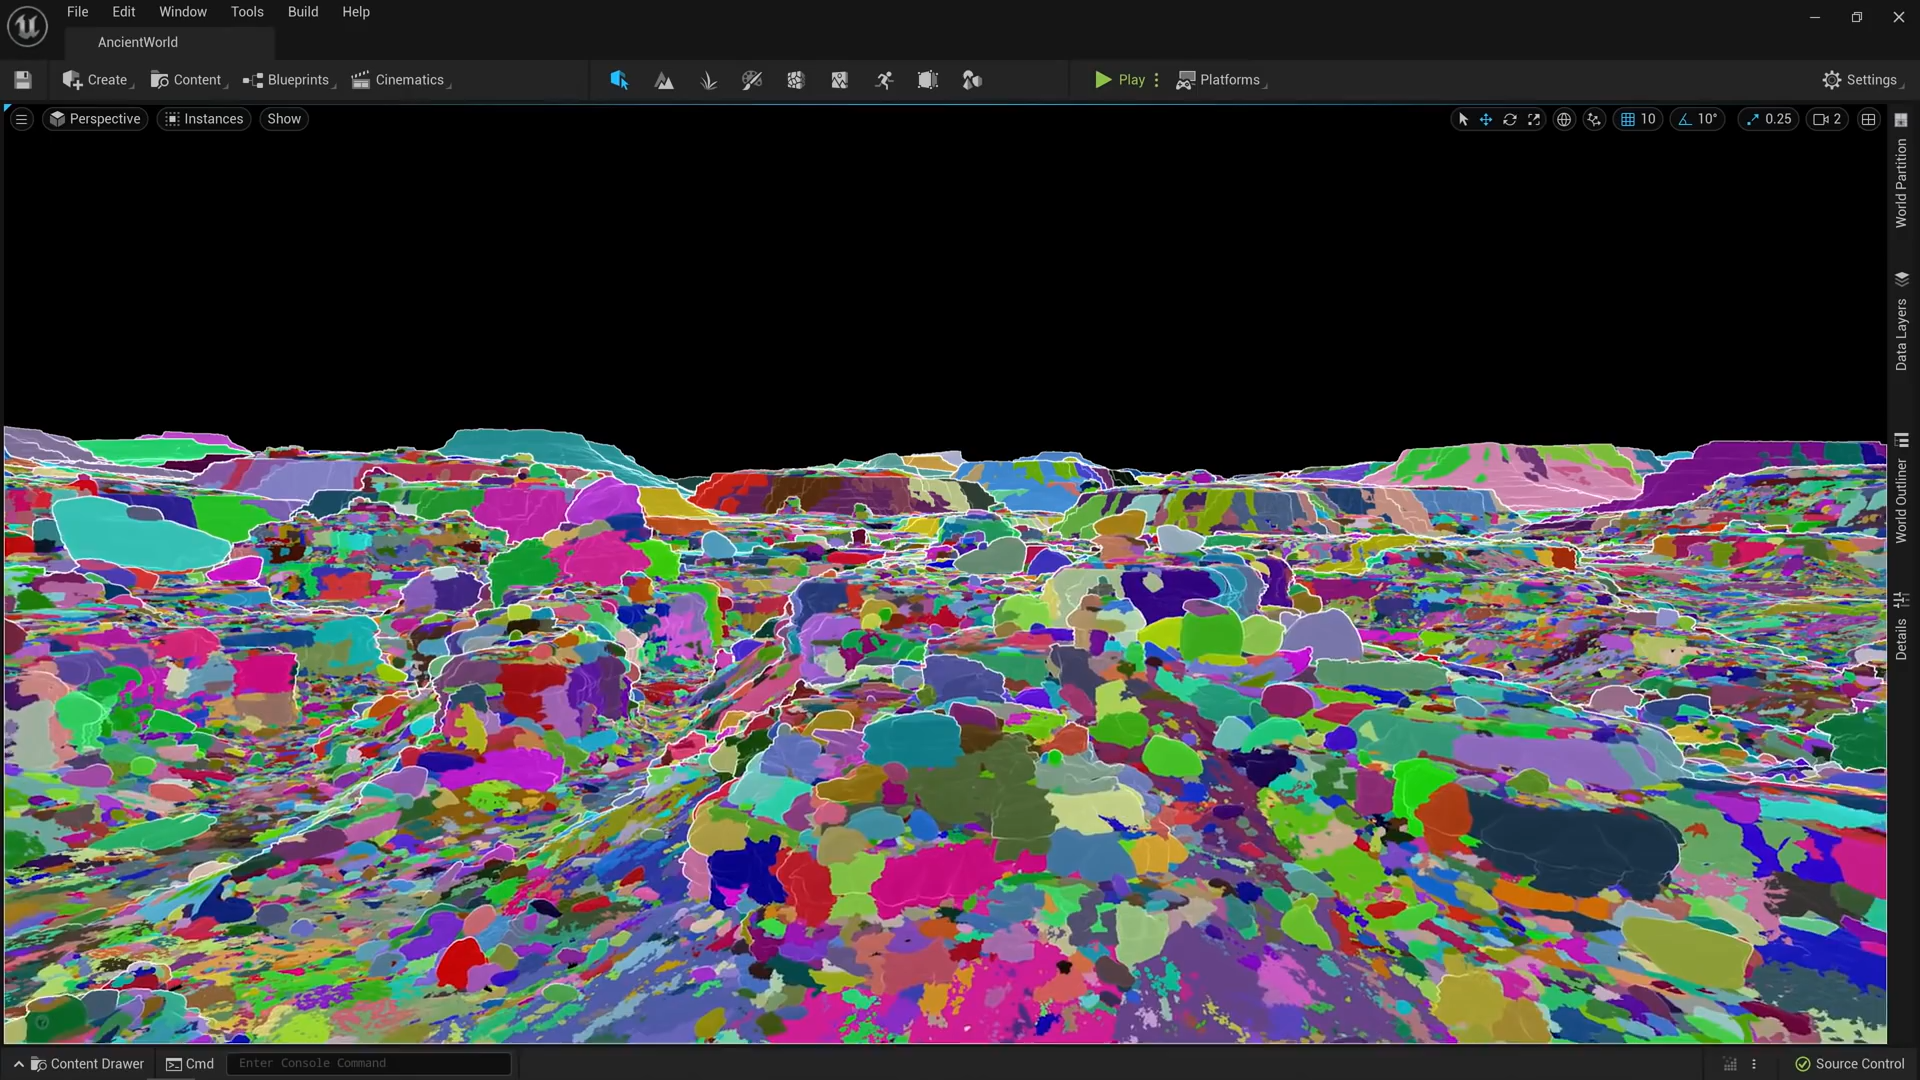 File Edit Window Tools Build Help
AncientWorld
Create Content Blueprints Cinematics Play Platforms Settings
Perspective Instances Show 10 10° 0.25 2
World Partition
Data Layers
World Outliner
Details
Content Drawer Cmd Enter Console Command Source Control